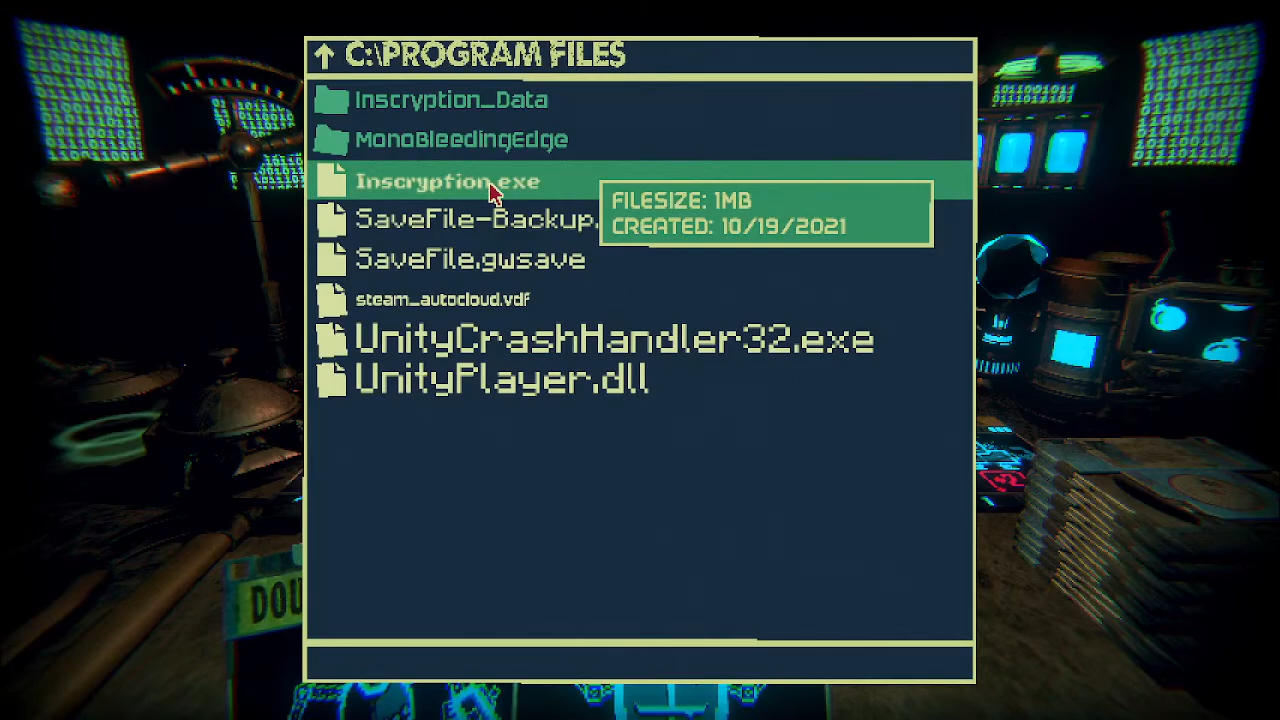 C:\PROGRAM FILES
Inscryption_Data
MonoBleedingEdge
Inscryption.exe
FILESIZE: 1MB
CREATED: 10/19/2021
SaveFile-Backup.
SaveFile.gwsave
steam_autocloud.vdf
UnityCrashHandler32.exe
UnityPlayer.dll
DOU